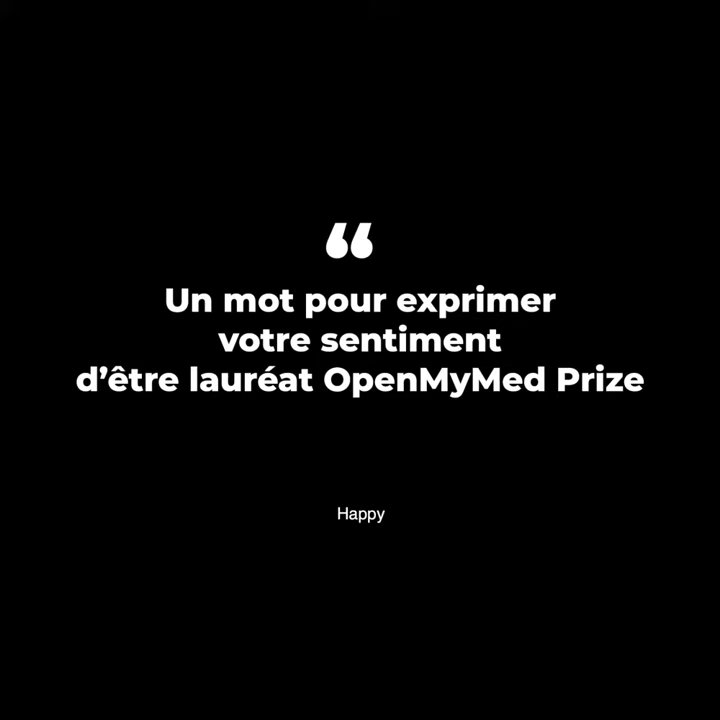 “
Un mot pour exprimer
votre sentiment
d’être lauréat OpenMyMed Prize
Happy